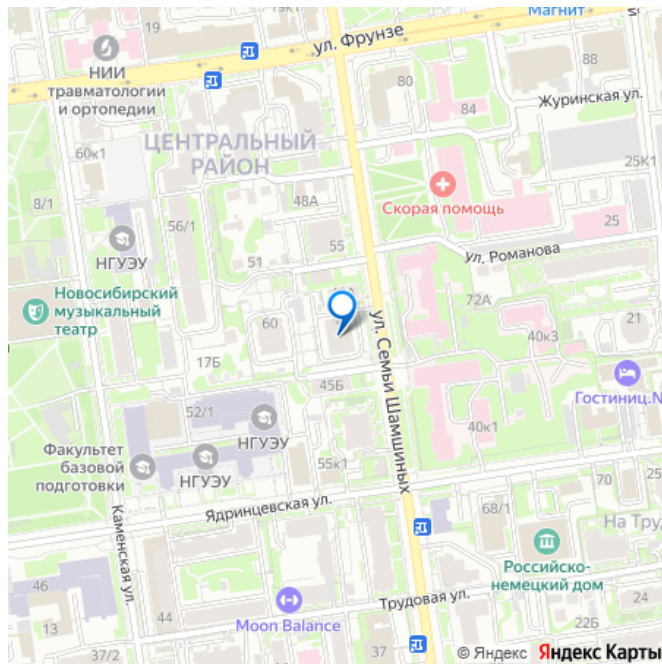 Магнит
19
ул. Фрунзе
НИИ
травматологии
и ортопедии
80
88
84
Журинская ул.
ЦЕНТРАЛЬНЫЙ
РАЙОН
60к1
25К1
8/1
48А
Скорая помощь
56/1
55
25
НГУЭУ
51
ул. Романова
Новосибирский
музыкальный
театр
72А
60
ул. Семьи Шамшиных
21
40к3
17Б
45Б
Гостиниц.N
52/1
НГУЭУ
40к1
Факультет
базовой
подготовки
НГУЭУ
55к1
70
25
Ядринцевская ул.
68/1
На Труд
Каменская ул.
Российско-
немецкий дом
46
13
44
Moon Balance
Трудовая ул.
24
22Б
37/2
37
35
© Яндекс Яндекс Карты